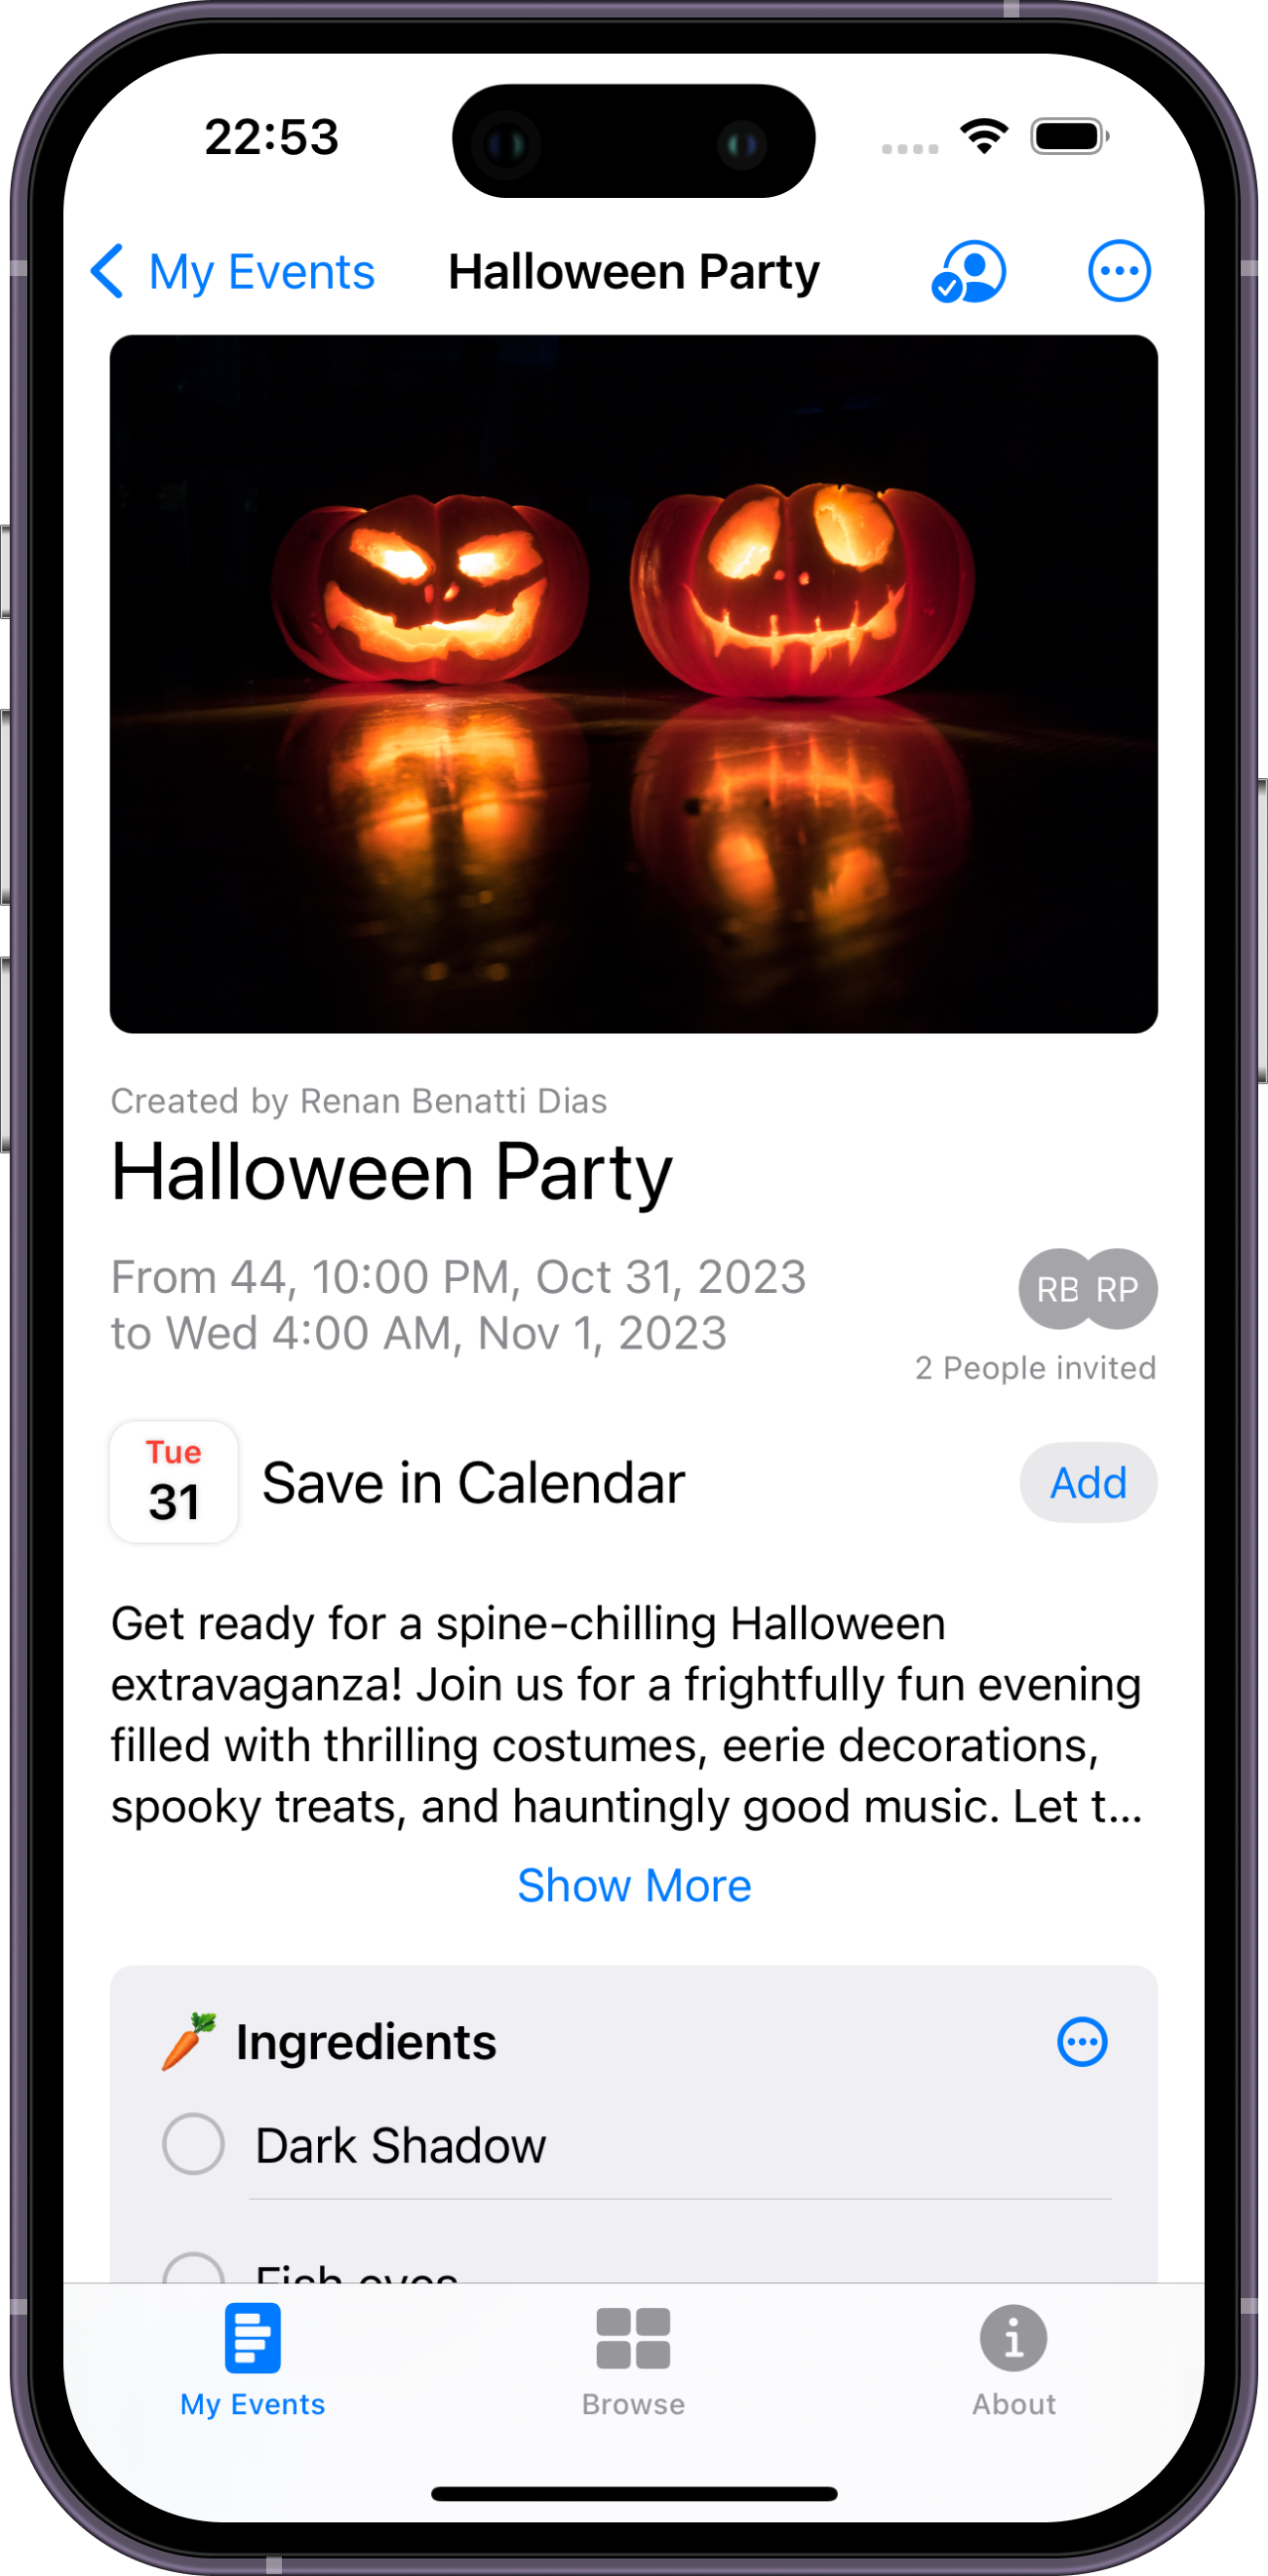 22:53
My Events
Halloween Party
Created by Renan Benatti Dias
Halloween Party
From 44, 10:00 PM, Oct 31, 2023
to Wed 4:00 AM, Nov 1, 2023
RB RP
2 People invited
Tue
31
Save in Calendar
Add
Get ready for a spine-chilling Halloween
extravaganza! Join us for a frightfully fun evening
filled with thrilling costumes, eerie decorations,
spooky treats, and hauntingly good music. Let t...
Show More
Ingredients
Dark Shadow
Fish eyes
My Events
Browse
About